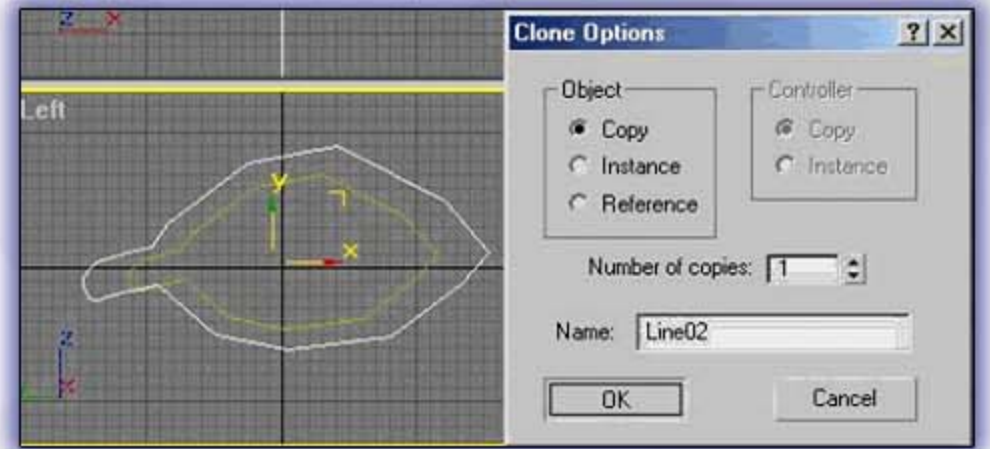 z x
Left
y
x
z
x
Clone Options
Object
Copy
Instance
Reference
Controller
Copy
Instance
Number of copies: 1
Name: Line02
OK
Cancel